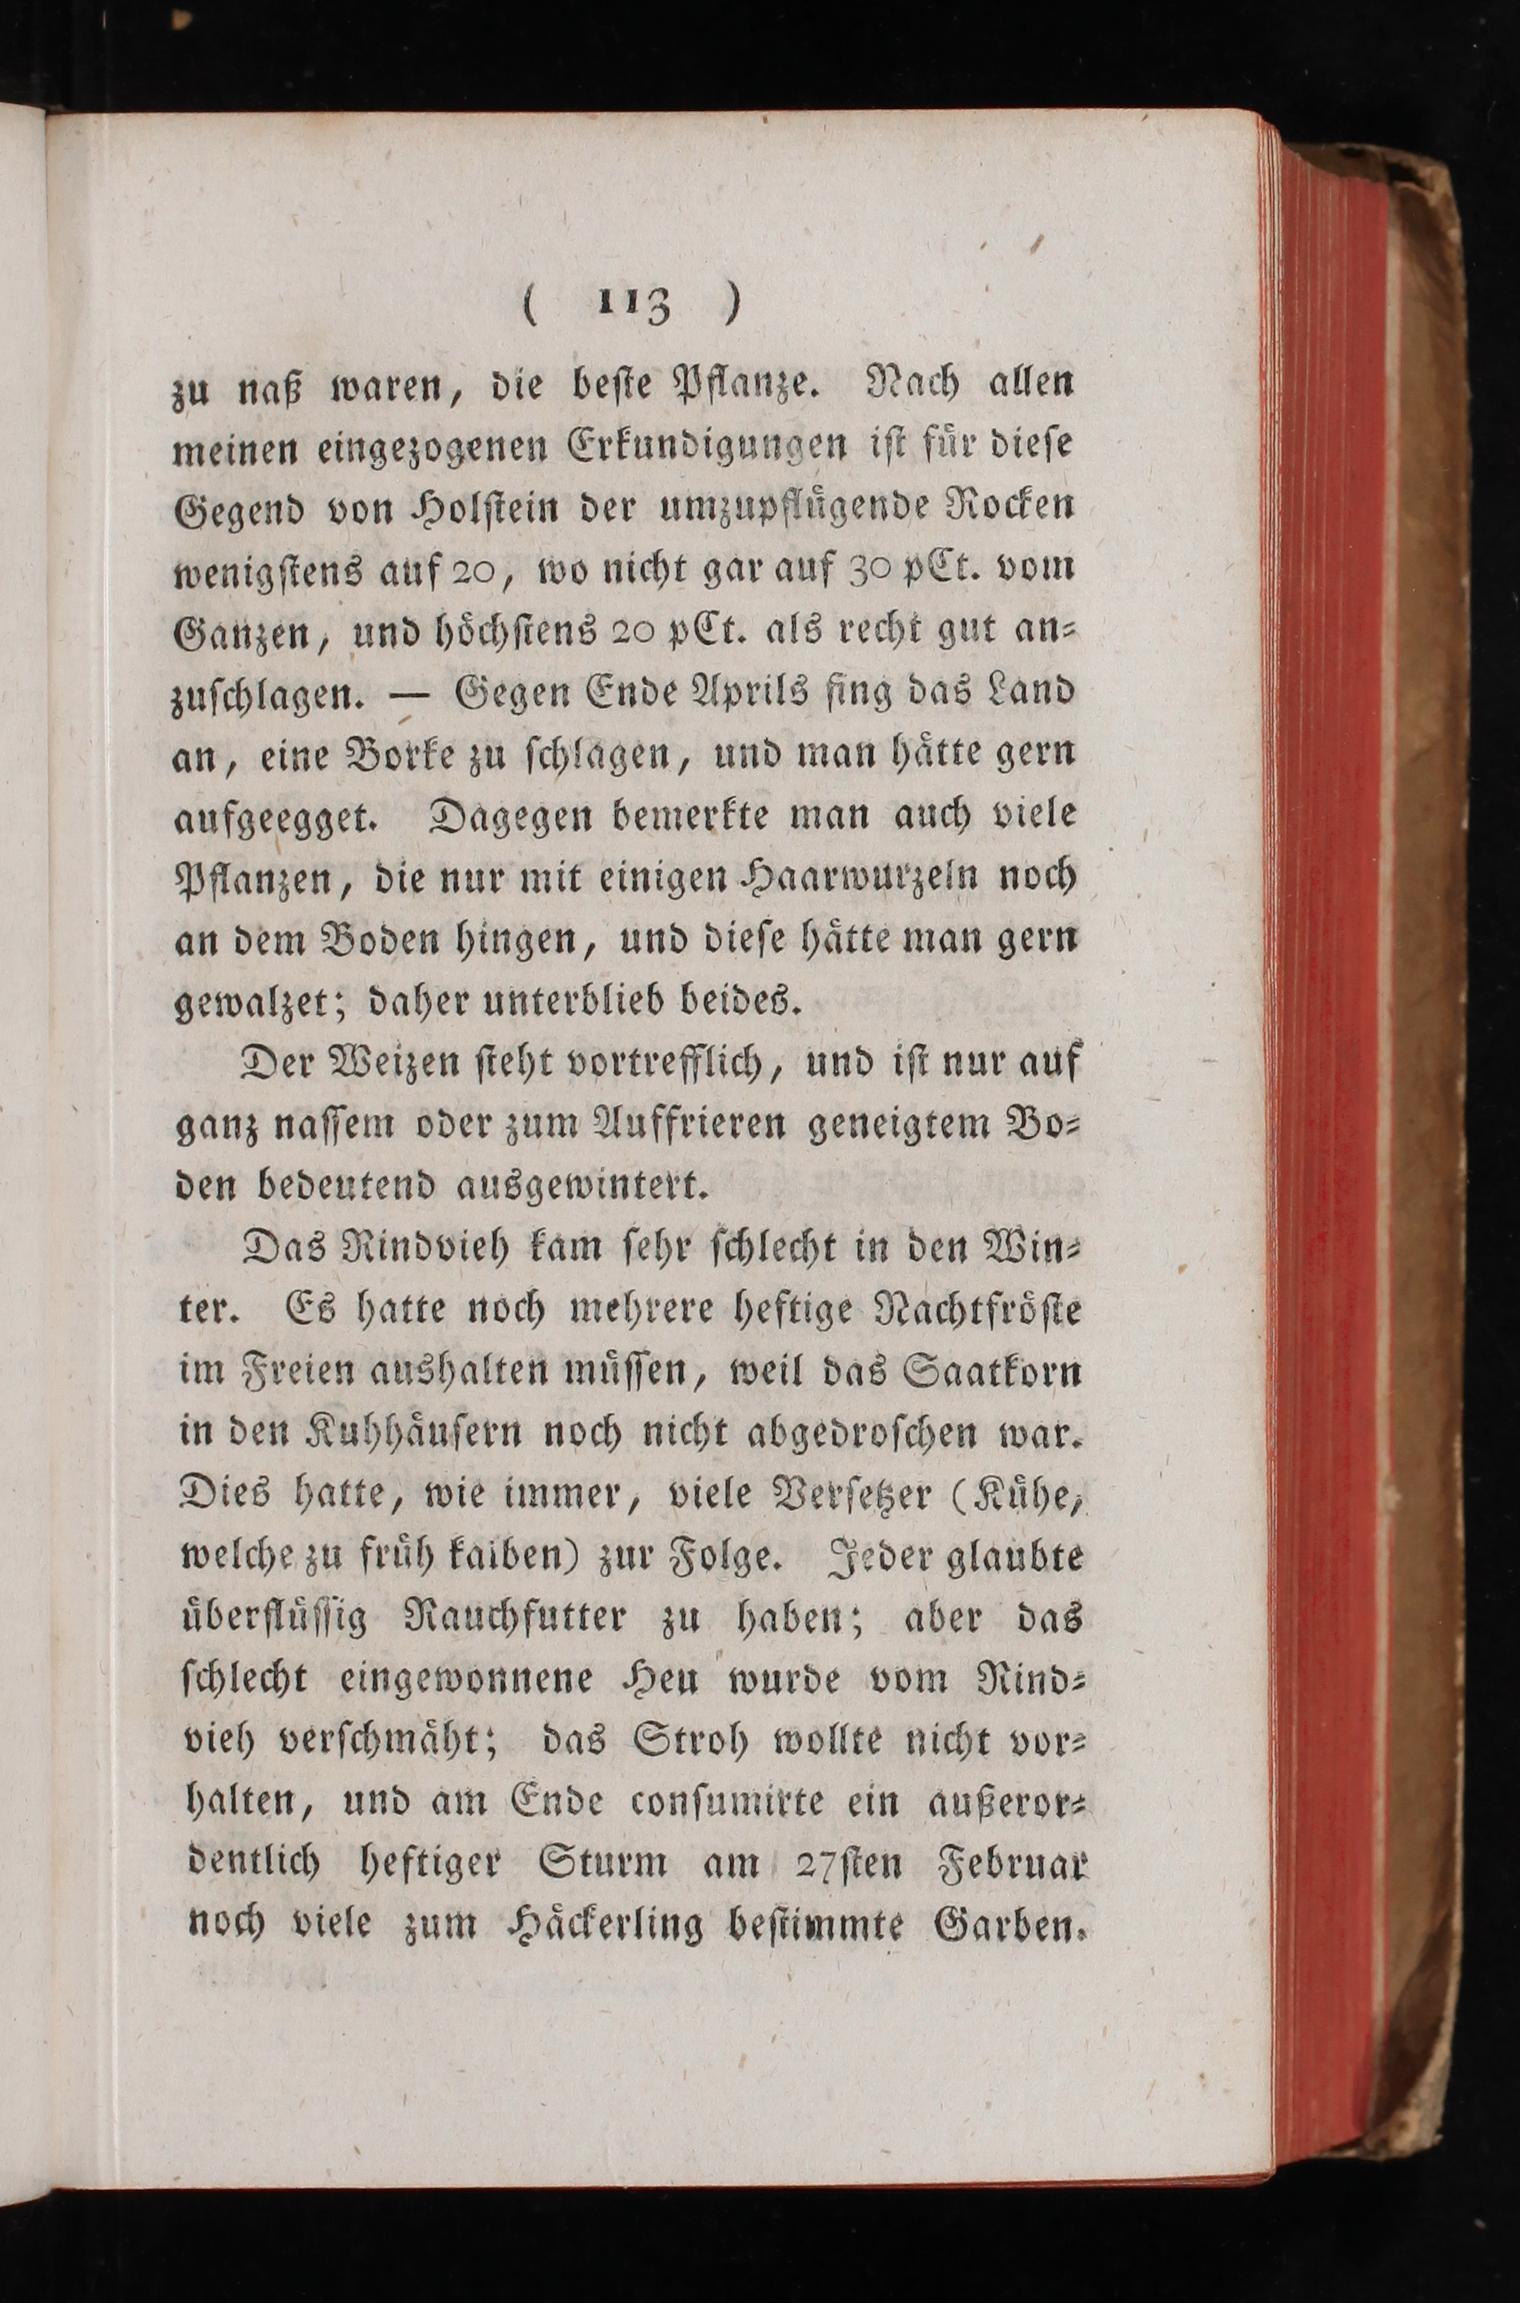 ( 113 )
zu naß waren, die beste Pflanze. Nach allen
meinen eingezogenen Erkundigungen ist für diese
Gegend von Holstein der umzupflügende Rocken
wenigstens auf 20, wo nicht gar auf 30 pCt. vom
Ganzen, und höchstens 20 pCt. als recht gut an-
zuschlagen. — Gegen Ende Aprils fing das Land
an, eine Borke zu schlagen, und man hätte gern
aufgeegget. Dagegen bemerkte man auch viele
Pflanzen, die nur mit einigen Haarwurzeln noch
an dem Boden hingen, und diese hätte man gern
gewalzet; daher unterblieb beides.
Der Weizen steht vortrefflich, und ist nur auf
ganz nassem oder zum Auffrieren geneigtem Bo-
den bedeutend ausgewintert.
Das Rindvieh kam sehr schlecht in den Win-
ter. Es hatte noch mehrere heftige Nachtfröste
im Freien aushalten müssen, weil das Saatkorn
in den Kuhhäusern noch nicht abgedroschen war.
Dies hatte, wie immer, viele Versetzer (Kühe,
welche zu früh kalben) zur Folge. Jeder glaubte
überflüssig Rauchfutter zu haben; aber das
schlecht eingewonnene Heu wurde vom Rind-
vieh verschmäht; das Stroh wollte nicht vor-
halten, und am Ende consumirte ein außeror-
dentlich heftiger Sturm am 27sten Februar
noch viele zum Häckerling bestimmte Garben.